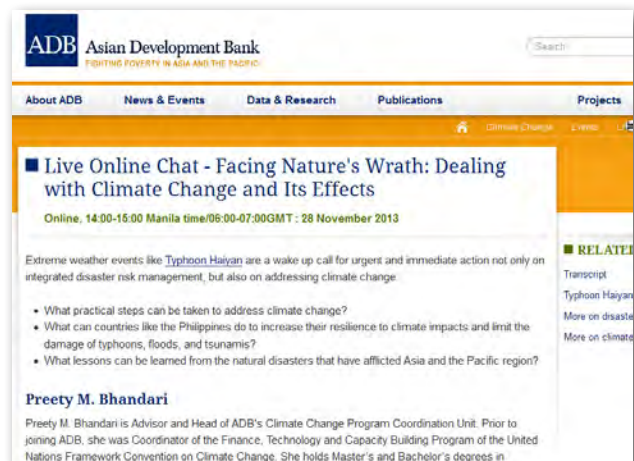 ADB Asian Development Bank
FIGHTING POVERTY IN ASIA AND THE PACIFIC
Search
About ADB News & Events Data & Research Publications Projects
Climate Change Events
Live Online Chat - Facing Nature's Wrath: Dealing
with Climate Change and Its Effects
Online, 14:00-15:00 Manila time/06:00-07:00GMT : 28 November 2013
Extreme weather events like Typhoon Haiyan are a wake up call for urgent and immediate action not only on
integrated disaster risk management, but also on addressing climate change.
• What practical steps can be taken to address climate change?
• What can countries like the Philippines do to increase their resilience to climate impacts and limit the
damage of typhoons, floods, and tsunamis?
• What lessons can be learned from the natural disasters that have afflicted Asia and the Pacific region?
Preety M. Bhandari
Preety M. Bhandari is Advisor and Head of ADB's Climate Change Program Coordination Unit. Prior to
joining ADB, she was Coordinator of the Finance, Technology and Capacity Building Program of the United
Nations Framework Convention on Climate Change. She holds Master's and Bachelor's degrees in
RELATED
Transcript
Typhoon Haiyan
More on disaste
More on climate